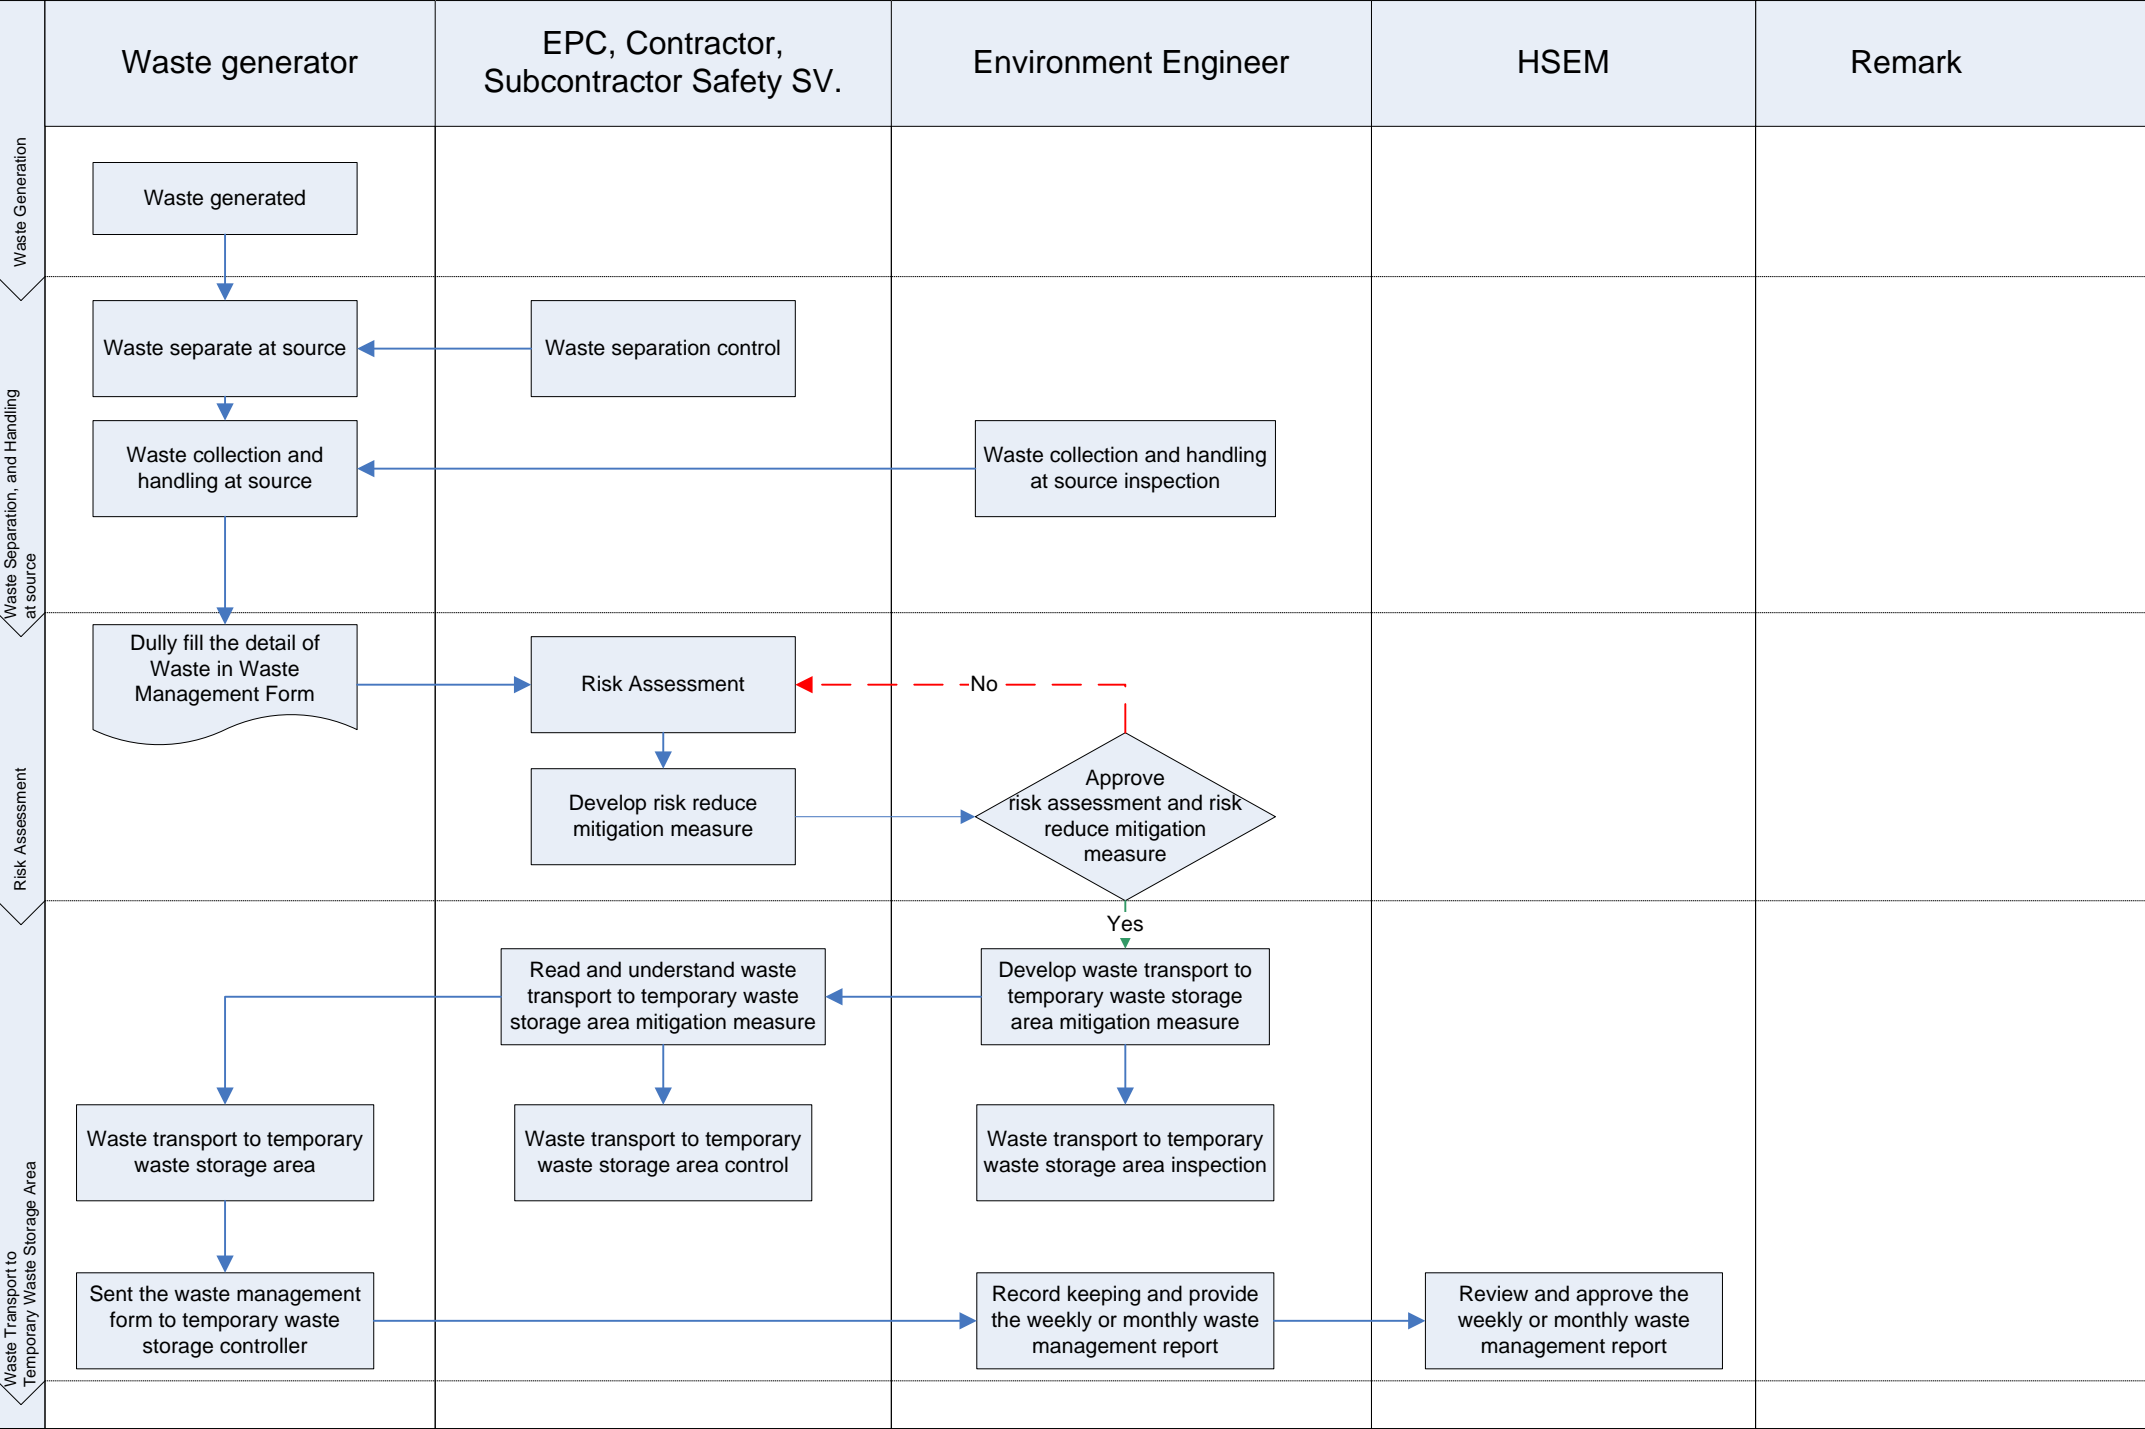 Waste generator
EPC, Contractor,
Subcontractor Safety SV.
Environment Engineer
HSEM
Remark
Waste Generation
Waste generated
Waste Separation, and Handling
at source
Waste separate at source
Waste separation control
Waste collection and
handling at source
Waste collection and handling
at source inspection
Risk Assessment
Dully fill the detail of
Waste in Waste
Management Form
Risk Assessment
No
Develop risk reduce
mitigation measure
Approve
risk assessment and risk
reduce mitigation
measure
Yes
Waste Transport to
Temporary Waste Storage Area
Read and understand waste
transport to temporary waste
storage area mitigation measure
Develop waste transport to
temporary waste storage
area mitigation measure
Waste transport to temporary
waste storage area
Waste transport to temporary
waste storage area control
Waste transport to temporary
waste storage area inspection
Sent the waste management
form to temporary waste
storage controller
Record keeping and provide
the weekly or monthly waste
management report
Review and approve the
weekly or monthly waste
management report